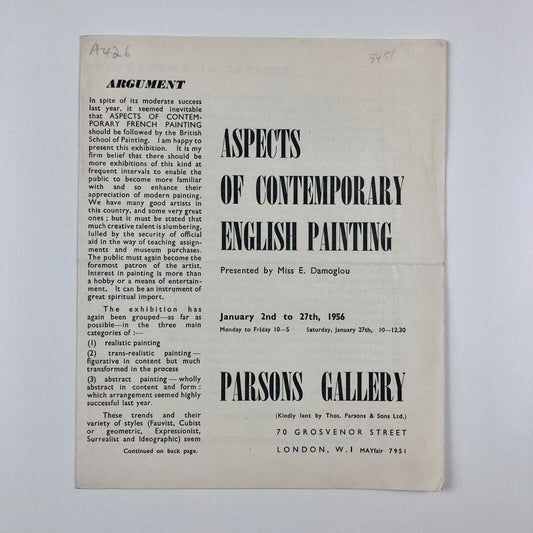 A426
ARGUMENT
In spite of its moderate success
last year, it seemed inevitable
that ASPECTS OF CONTEM-
PORARY FRENCH PAINTING
should be followed by the British
School of Painting. I am happy to
present this exhibition. It is my
firm belief that there should be
more exhibitions of this kind at
frequent intervals to enable the
public to become more familiar
with and so enhance their
appreciation of modern painting.
We have many good artists in
this country, and some very great
ones; but it must be stated that
much creative talent is slumbering,
lulled by the security of official
aid in the way of teaching assign-
ments and museum purchases.
The public must again become the
foremost patron of the artist.
Interest in painting is more than
a hobby or a means of entertain-
ment. It can be an instrument of
great spiritual import.
The exhibition has
again been grouped—as far as
possible—in the three main
categories of :—
(1) realistic painting
(2) trans-realistic painting—
figurative in content but much
transformed in the process
(3) abstract painting—wholly
abstract in content and form:
which arrangement seemed highly
successful last year.
These trends and their
variety of styles (Fauvist, Cubist
or geometric, Expressionist,
Surrealist and Ideographic) seem
Continued on back page.
ASPECTS
OF CONTEMPORARY
ENGLISH PAINTING
Presented by Miss E. Damoglou
January 2nd to 27th, 1956
Monday to Friday 10—5 Saturday, January 27th, 10—12.30
PARSONS GALLERY
(Kindly lent by Thos. Parsons & Sons Ltd.)
70 GROSVENOR STREET
LONDON, W.1 MAYfair 7951